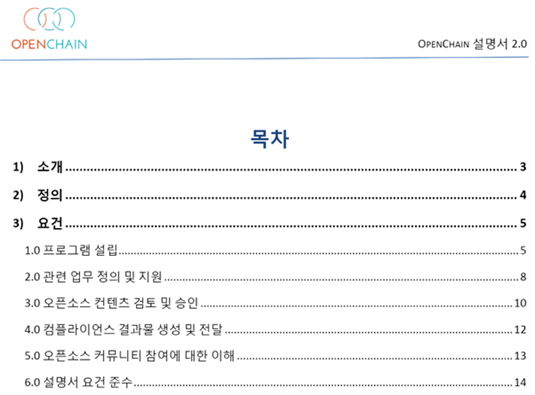 OPENCHAIN
OPENCHAIN 설명서 2.0
목차
1) 소개 3
2) 정의 4
3) 요건 5
1.0 프로그램 설립 5
2.0 관련 업무 정의 및 지원 8
3.0 오픈소스 컨텐츠 검토 및 승인 10
4.0 컴플라이언스 결과물 생성 및 전달 12
5.0 오픈소스 커뮤니티 참여에 대한 이해 13
6.0 설명서 요건 준수 14